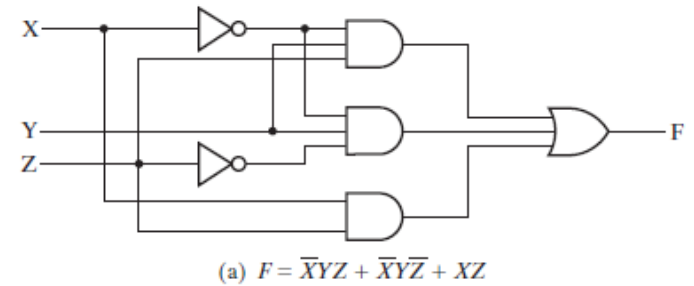 X
Y
Z
F
(a) F = X̅YZ + X̅YZ̅ + XZ